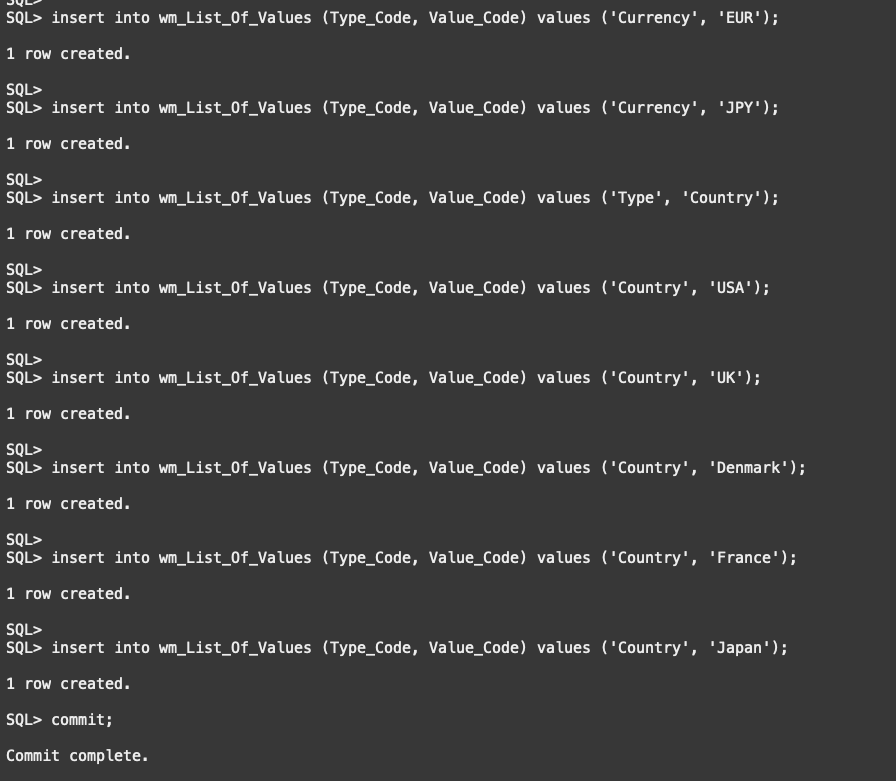 SQL>
SQL> insert into wm_List_Of_Values (Type_Code, Value_Code) values ('Currency', 'EUR');
1 row created.
SQL>
SQL> insert into wm_List_Of_Values (Type_Code, Value_Code) values ('Currency', 'JPY');
1 row created.
SQL>
SQL> insert into wm_List_Of_Values (Type_Code, Value_Code) values ('Type', 'Country');
1 row created.
SQL>
SQL> insert into wm_List_Of_Values (Type_Code, Value_Code) values ('Country', 'USA');
1 row created.
SQL>
SQL> insert into wm_List_Of_Values (Type_Code, Value_Code) values ('Country', 'UK');
1 row created.
SQL>
SQL> insert into wm_List_Of_Values (Type_Code, Value_Code) values ('Country', 'Denmark');
1 row created.
SQL>
SQL> insert into wm_List_Of_Values (Type_Code, Value_Code) values ('Country', 'France');
1 row created.
SQL>
SQL> insert into wm_List_Of_Values (Type_Code, Value_Code) values ('Country', 'Japan');
1 row created.
SQL> commit;
Commit complete.